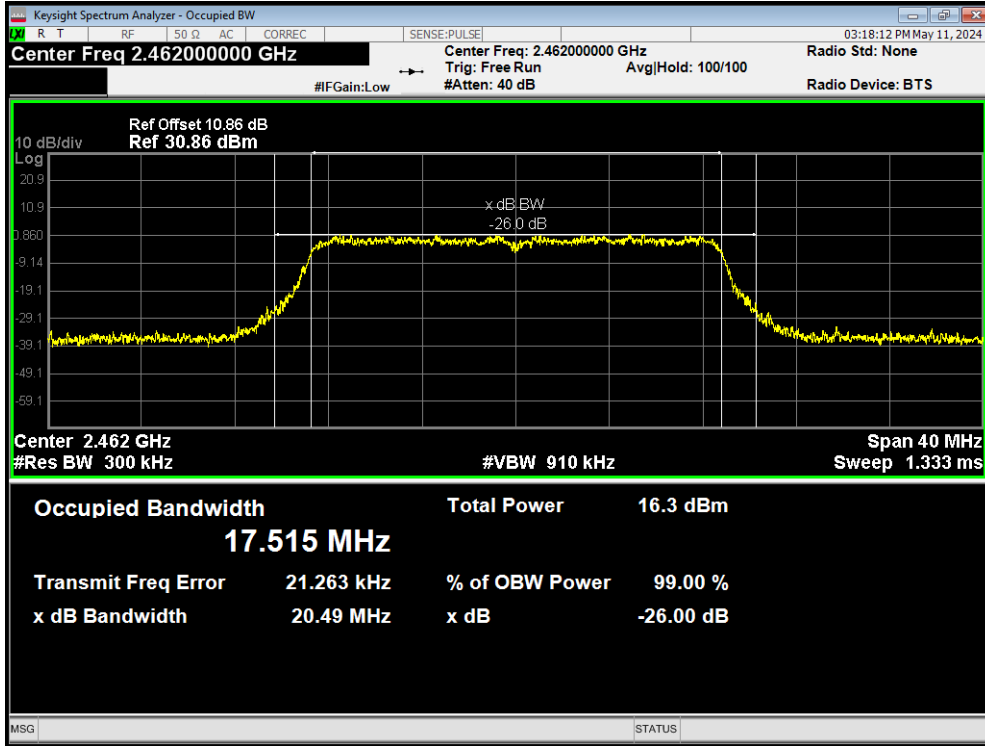 Keysight Spectrum Analyzer - Occupied BW
LXI R T RF 50 Ω AC CORREC SENSE:PULSE 03:18:12 PM May 11, 2024
Center Freq 2.462000000 GHz
Center Freq: 2.462000000 GHz Radio Std: None
Trig: Free Run Avg|Hold: 100/100
#IFGain:Low #Atten: 40 dB Radio Device: BTS
Ref Offset 10.86 dB
10 dB/div Ref 30.86 dBm
Log
20.9
10.9
x dB BW
-26.0 dB
0.860
-9.14
-19.1
-29.1
-39.1
-49.1
-59.1
Center 2.462 GHz Span 40 MHz
#Res BW 300 kHz #VBW 910 kHz Sweep 1.333 ms
Occupied Bandwidth Total Power 16.3 dBm
17.515 MHz
Transmit Freq Error 21.263 kHz % of OBW Power 99.00 %
x dB Bandwidth 20.49 MHz x dB -26.00 dB
MSG STATUS